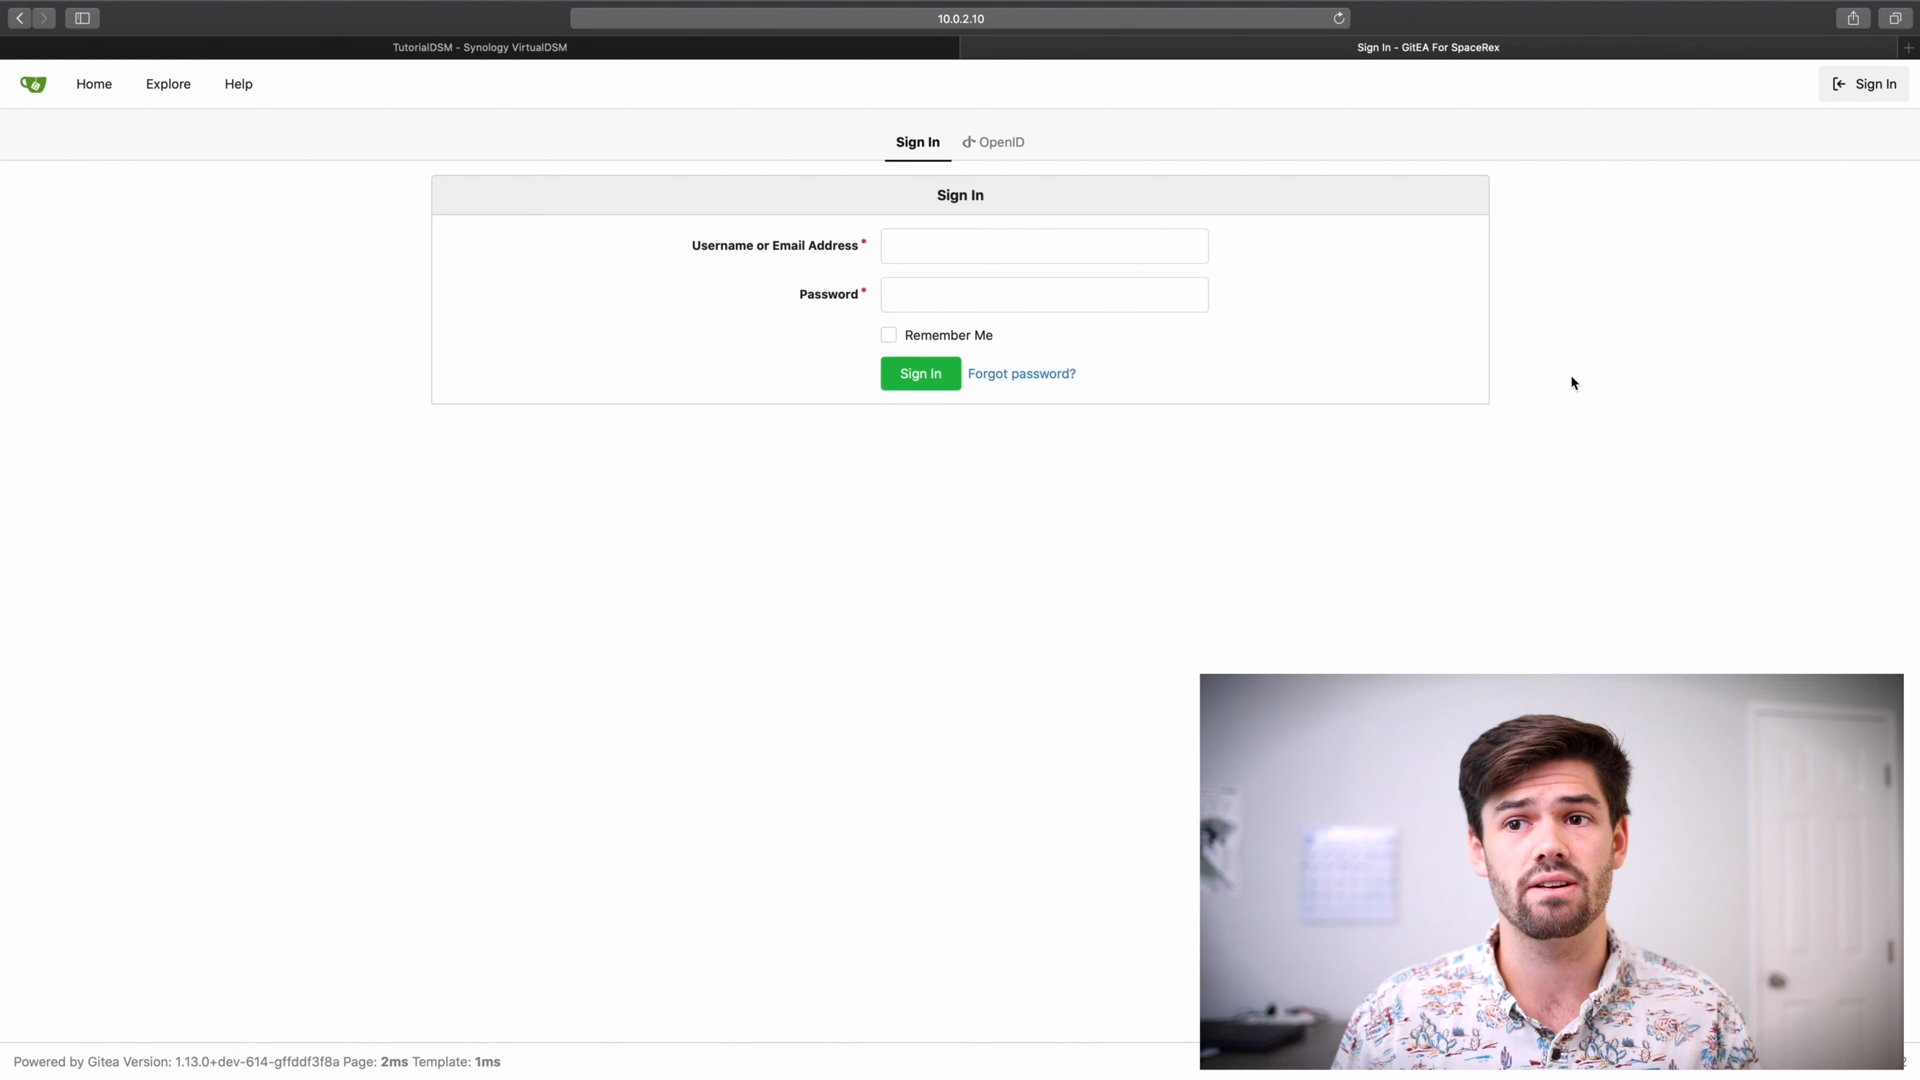 10.0.2.10
TutorialDSM - Synology VirtualDSM
Sign In - GitEA For SpaceRex
Home
Explore
Help
Sign In
Sign In
OpenID
Sign In
Username or Email Address *
Password *
Remember Me
Sign In
Forgot password?
Powered by Gitea Version: 1.13.0+dev-614-gffddf3f8a Page: 2ms Template: 1ms